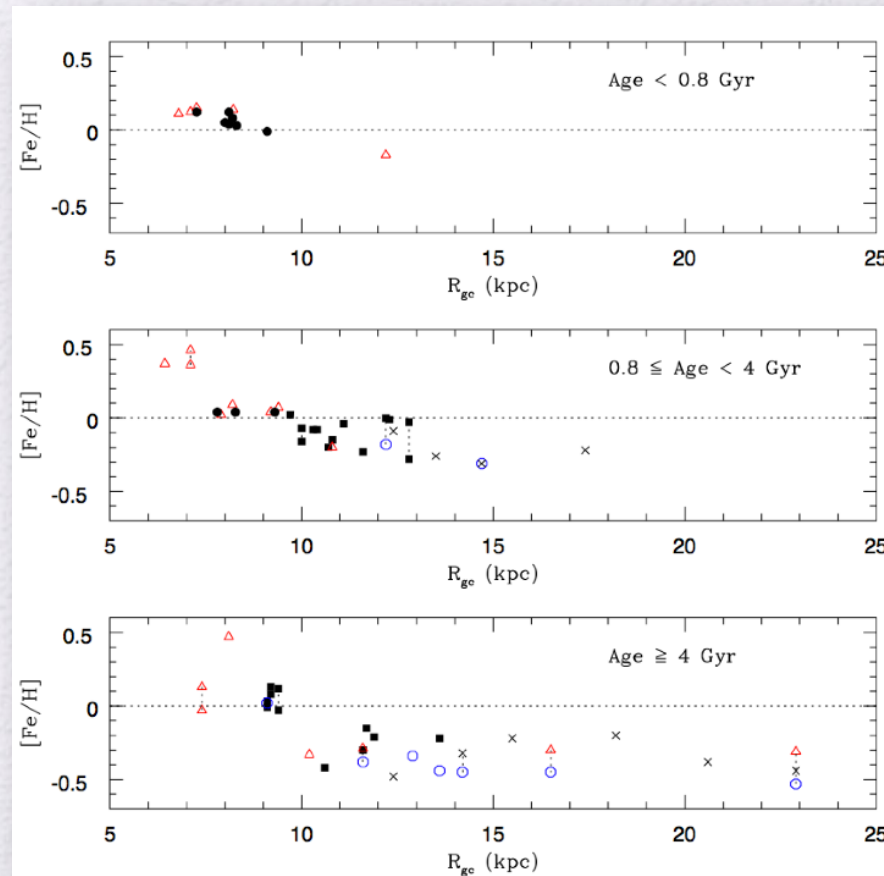 0.5
0
-0.5
[Fe/H]
Age < 0.8 Gyr
5 10 15 20 25
R_gc (kpc)
0.5
0
-0.5
[Fe/H]
0.8 ≦ Age < 4 Gyr
5 10 15 20 25
R_gc (kpc)
0.5
0
-0.5
[Fe/H]
Age ≧ 4 Gyr
5 10 15 20 25
R_gc (kpc)